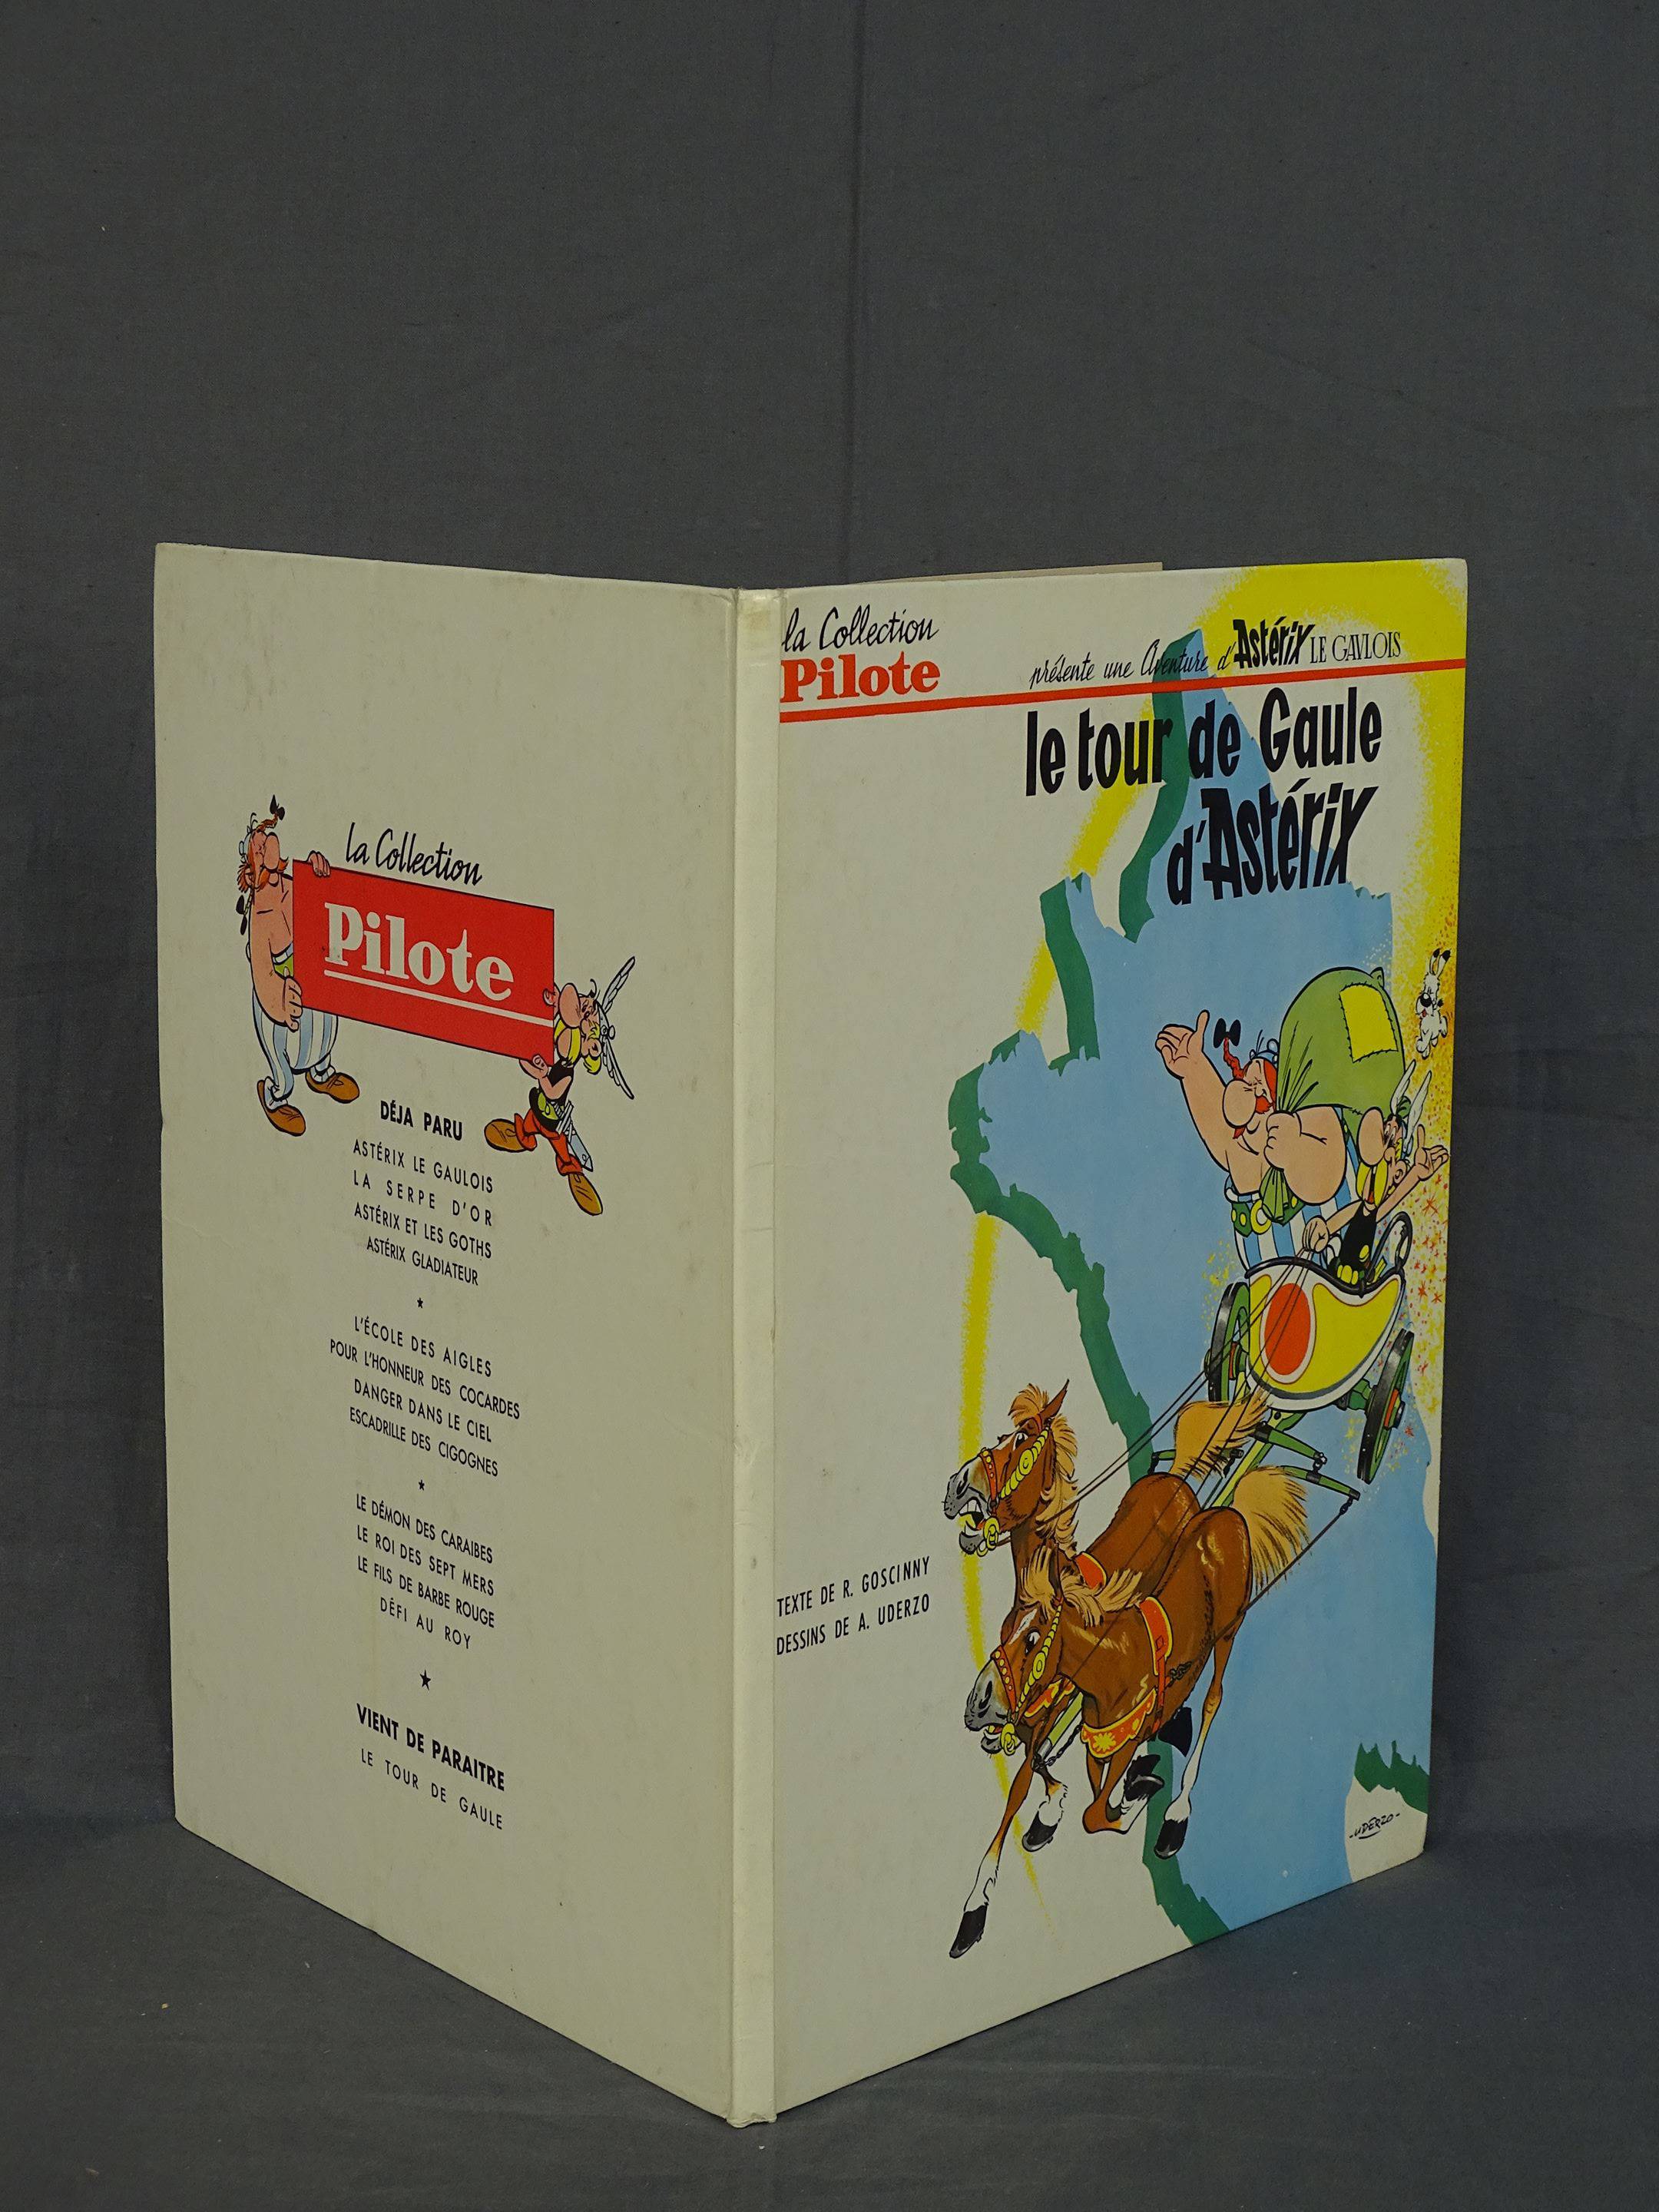 la Collection
Pilote
DÉJA PARU
ASTÉRIX LE GAULOIS
LA SERPE D'OR
ASTÉRIX ET LES GOTHS
ASTÉRIX GLADIATEUR
L'ÉCOLE DES AIGLES
POUR L'HONNEUR DES COCARDES
DANGER DANS LE CIEL
ESCADRILLE DES CIGOGNES
LE DÉMON DES CARAIBES
LE ROI DES SEPT MERS
LE FILS DE BARBE ROUGE
DÉFI AU ROY
VIENT DE PARAITRE
LE TOUR DE GAULE
la Collection
Pilote
présente une Aventure d'Astérix LE GAVLOIS
le tour de Gaule
d'Astérix
TEXTE DE R. GOSCINNY
DESSINS DE A. UDERZO
-UDERZO-